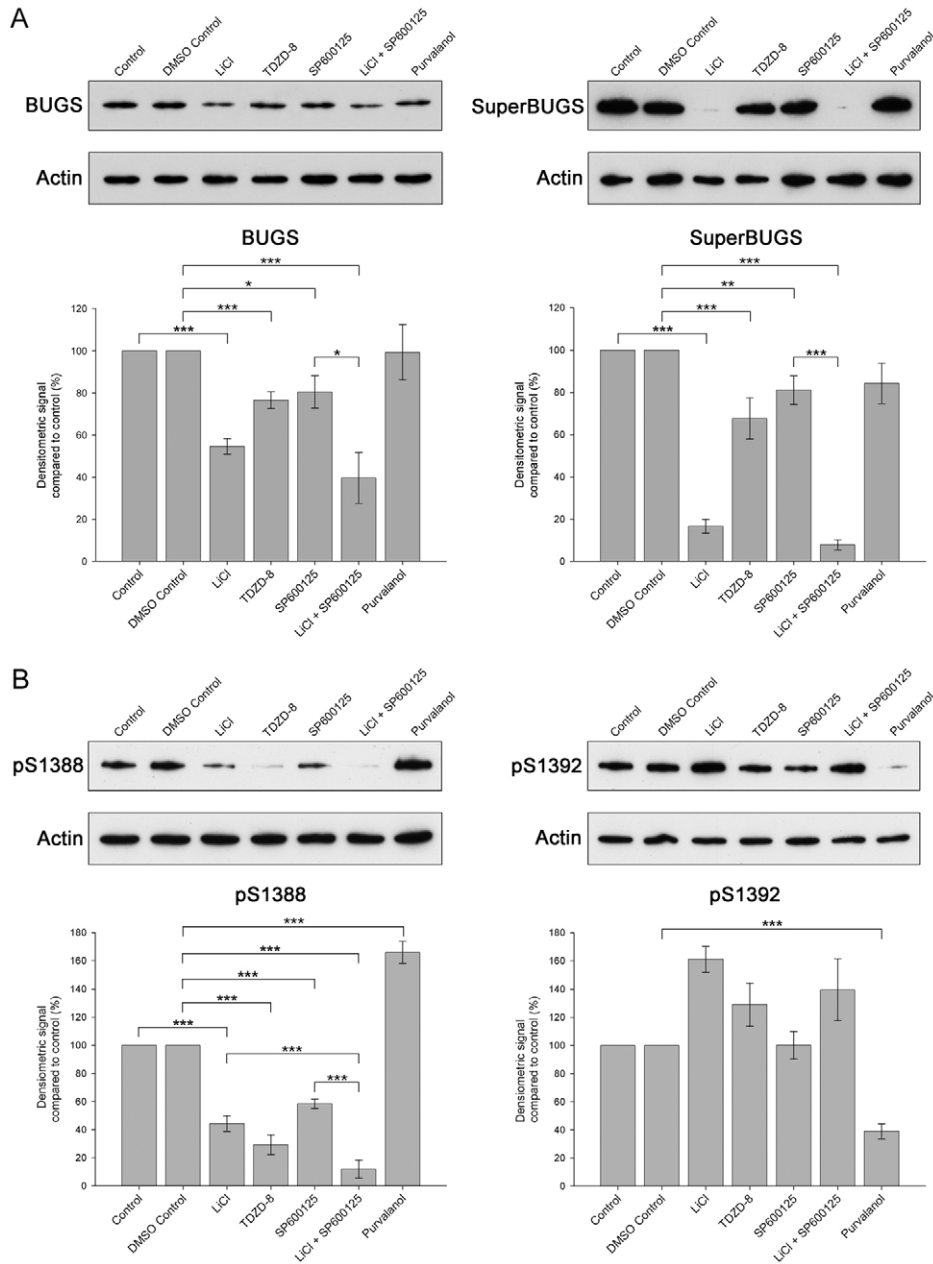 A
Control DMSO Control LiCl TDZD-8 SP600125 LiCl + SP600125 Purvalanol
BUGS
Actin
Control DMSO Control LiCl TDZD-8 SP600125 LiCl + SP600125 Purvalanol
SuperBUGS
Actin
BUGS
***
*
***
***
*
120
100
80
60
40
20
0
Densitometric signal
compared to control (%)
Control DMSO Control LiCl TDZD-8 SP600125 LiCl + SP600125 Purvalanol
SuperBUGS
***
**
***
***
***
120
100
80
60
40
20
0
Densitometric signal
compared to control (%)
Control DMSO Control LiCl TDZD-8 SP600125 LiCl + SP600125 Purvalanol
B
Control DMSO Control LiCl TDZD-8 SP600125 LiCl + SP600125 Purvalanol
pS1388
Actin
Control DMSO Control LiCl TDZD-8 SP600125 LiCl + SP600125 Purvalanol
pS1392
Actin
pS1388
***
***
***
***
***
***
***
180
160
140
120
100
80
60
40
20
0
Densiometric signal
compared to control (%)
Control DMSO Control LiCl TDZD-8 SP600125 LiCl + SP600125 Purvalanol
pS1392
***
180
160
140
120
100
80
60
40
20
0
Densiometric signal
compared to control (%)
Control DMSO Control LiCl TDZD-8 SP600125 LiCl + SP600125 Purvalanol